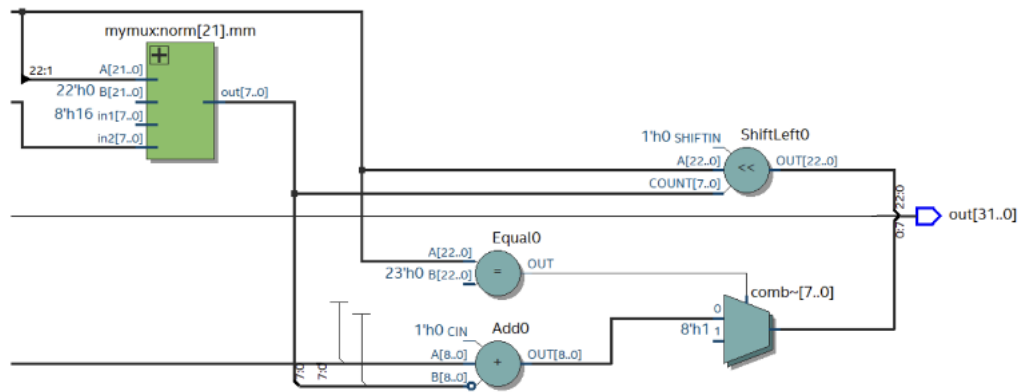 mymux:norm[21].mm
22:1
A[21..0]
22'h0 B[21..0]
8'h16 in1[7..0]
in2[7..0]
out[7..0]
1'h0 SHIFTIN
ShiftLeft0
A[22..0]
<<
OUT[22..0]
COUNT[7..0]
22:0
0:7
out[31..0]
Equal0
A[22..0]
23'h0 B[22..0]
=
OUT
comb~[7..0]
0
8'h1 1
1'h0 CIN
Add0
A[8..0]
+
OUT[8..0]
B[8..0]
7:0
7:0